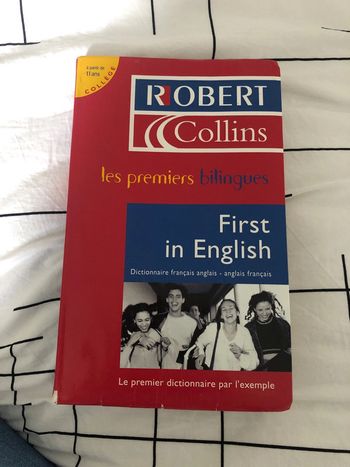 à partir de
11 ans
COLLÈGE
ROBERT
Collins
les premiers bilingues
First
in English
Dictionnaire français anglais - anglais français
Le premier dictionnaire par l'exemple